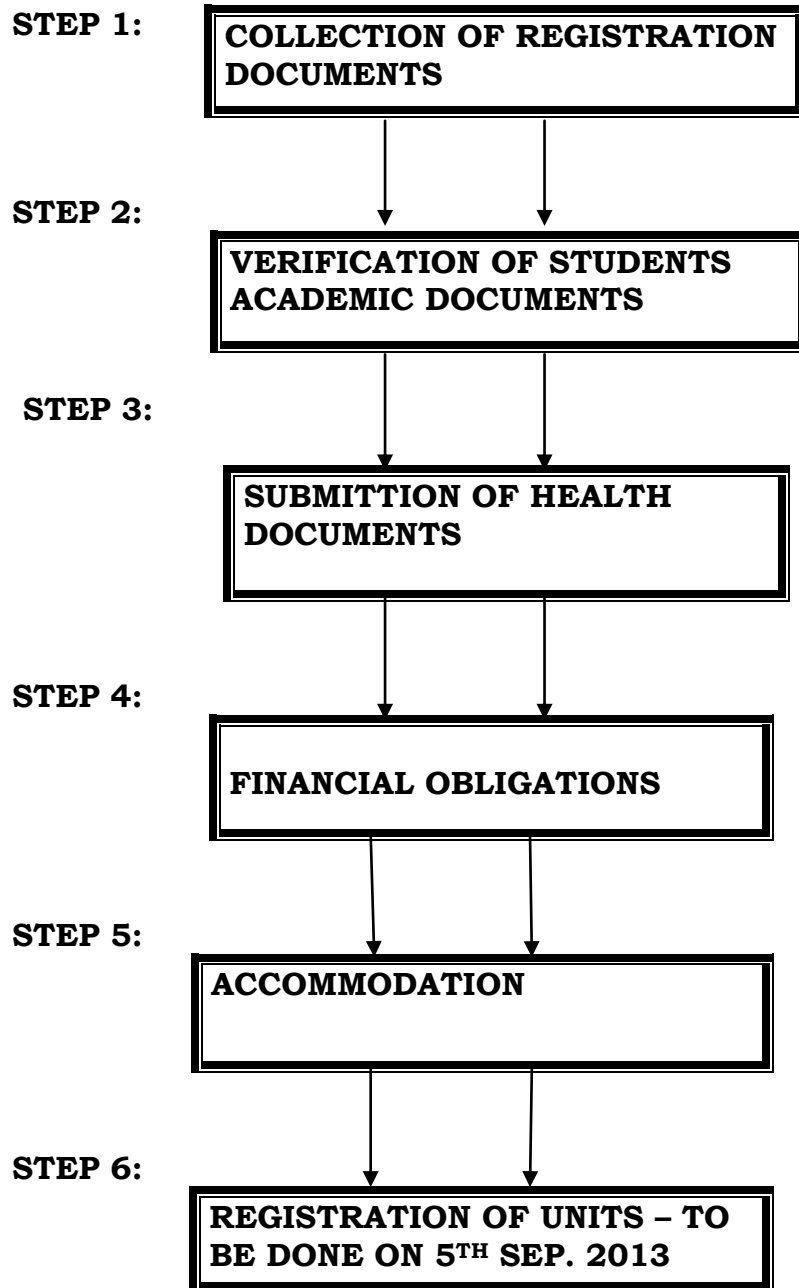 STEP 1:
COLLECTION OF REGISTRATION
DOCUMENTS
STEP 2:
VERIFICATION OF STUDENTS
ACADEMIC DOCUMENTS
STEP 3:
SUBMITTION OF HEALTH
DOCUMENTS
STEP 4:
FINANCIAL OBLIGATIONS
STEP 5:
ACCOMMODATION
STEP 6:
REGISTRATION OF UNITS – TO
BE DONE ON 5TH SEP. 2013